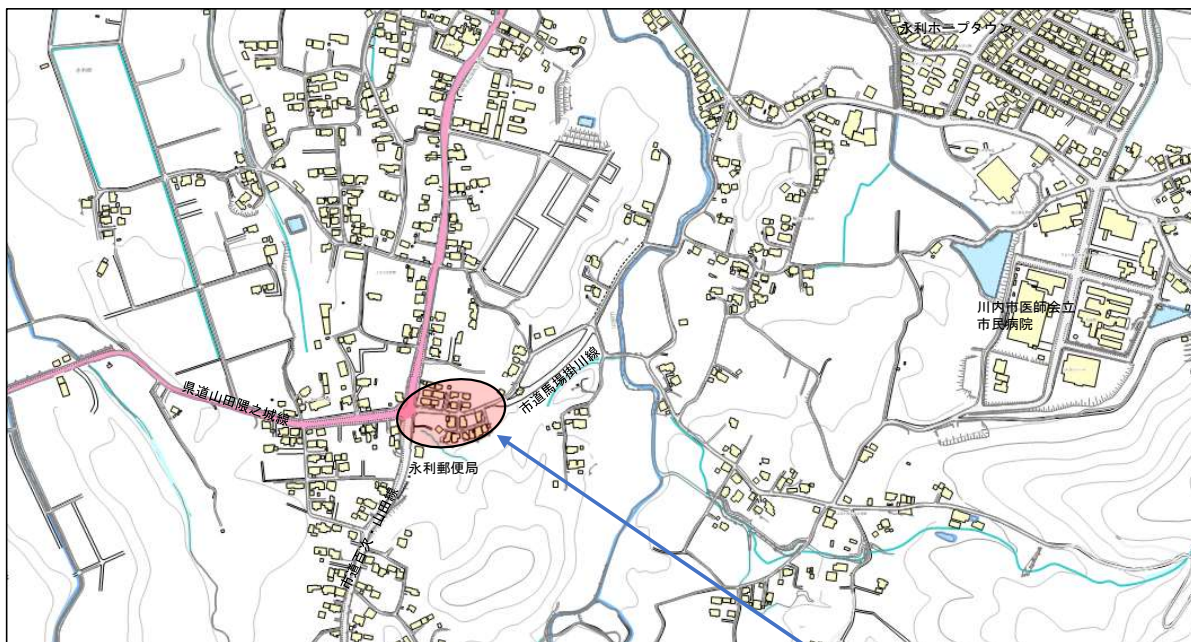 永利ホープタウン
川内市医師会立
市民病院
市道馬場掛川線
県道山田隈之城線
永利郵便局
市道百次・山田線